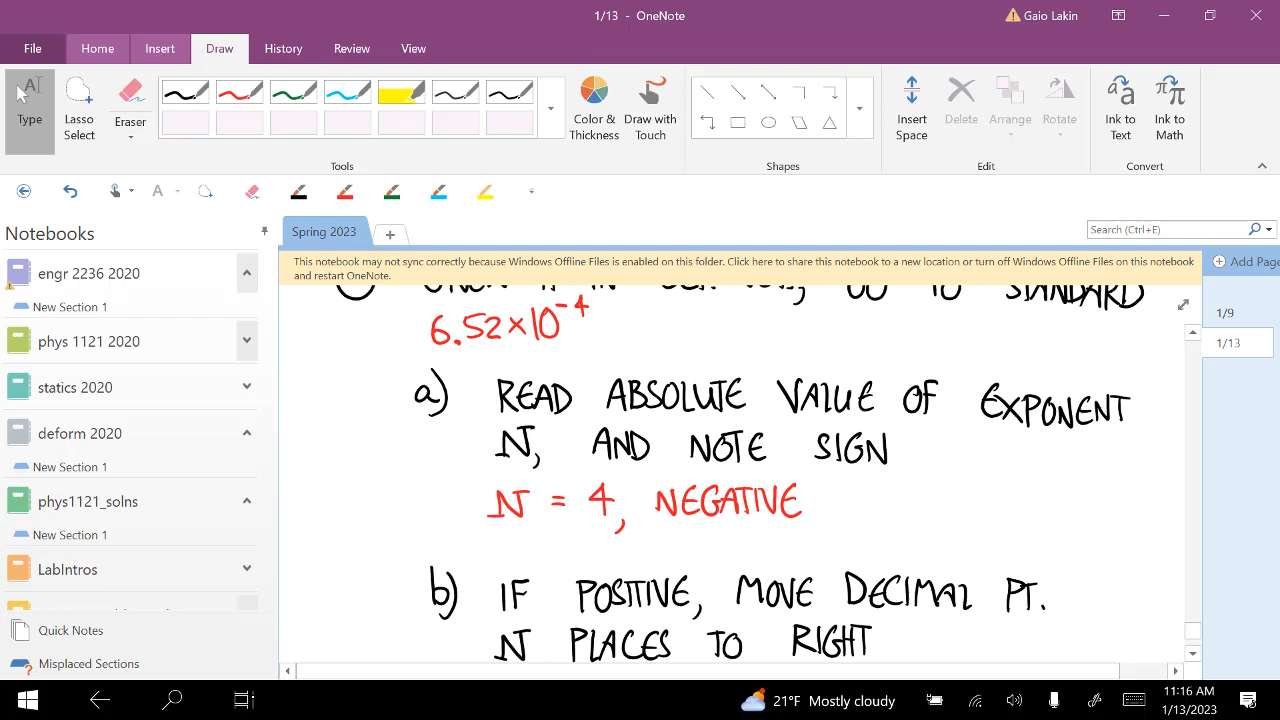 1/13 - OneNote
Gaio Lakin
File Home Insert Draw History Review View
Type
Lasso Select
Eraser
Color & Thickness
Draw with Touch
Insert Space
Delete
Arrange
Rotate
Ink to Text
Ink to Math
Tools
Shapes
Edit
Convert
Notebooks
Spring 2023
Search (Ctrl+E)
This notebook may not sync correctly because Windows Offline Files is enabled on this folder. Click here to share this notebook to a new location or turn off Windows Offline Files on this notebook
and restart OneNote.
Add Page
1/9
1/13
engr 2236 2020
New Section 1
phys 1121 2020
statics 2020
deform 2020
New Section 1
phys1121_solns
New Section 1
LabIntros
Quick Notes
Misplaced Sections
TO STANDARD
6.52×10⁻⁴
a) READ ABSOLUTE VALUE OF EXPONENT
N, AND NOTE SIGN
N = 4, NEGATIVE
b) IF POSITIVE, MOVE DECIMAL PT.
N PLACES TO RIGHT
21°F Mostly cloudy
11:16 AM
1/13/2023